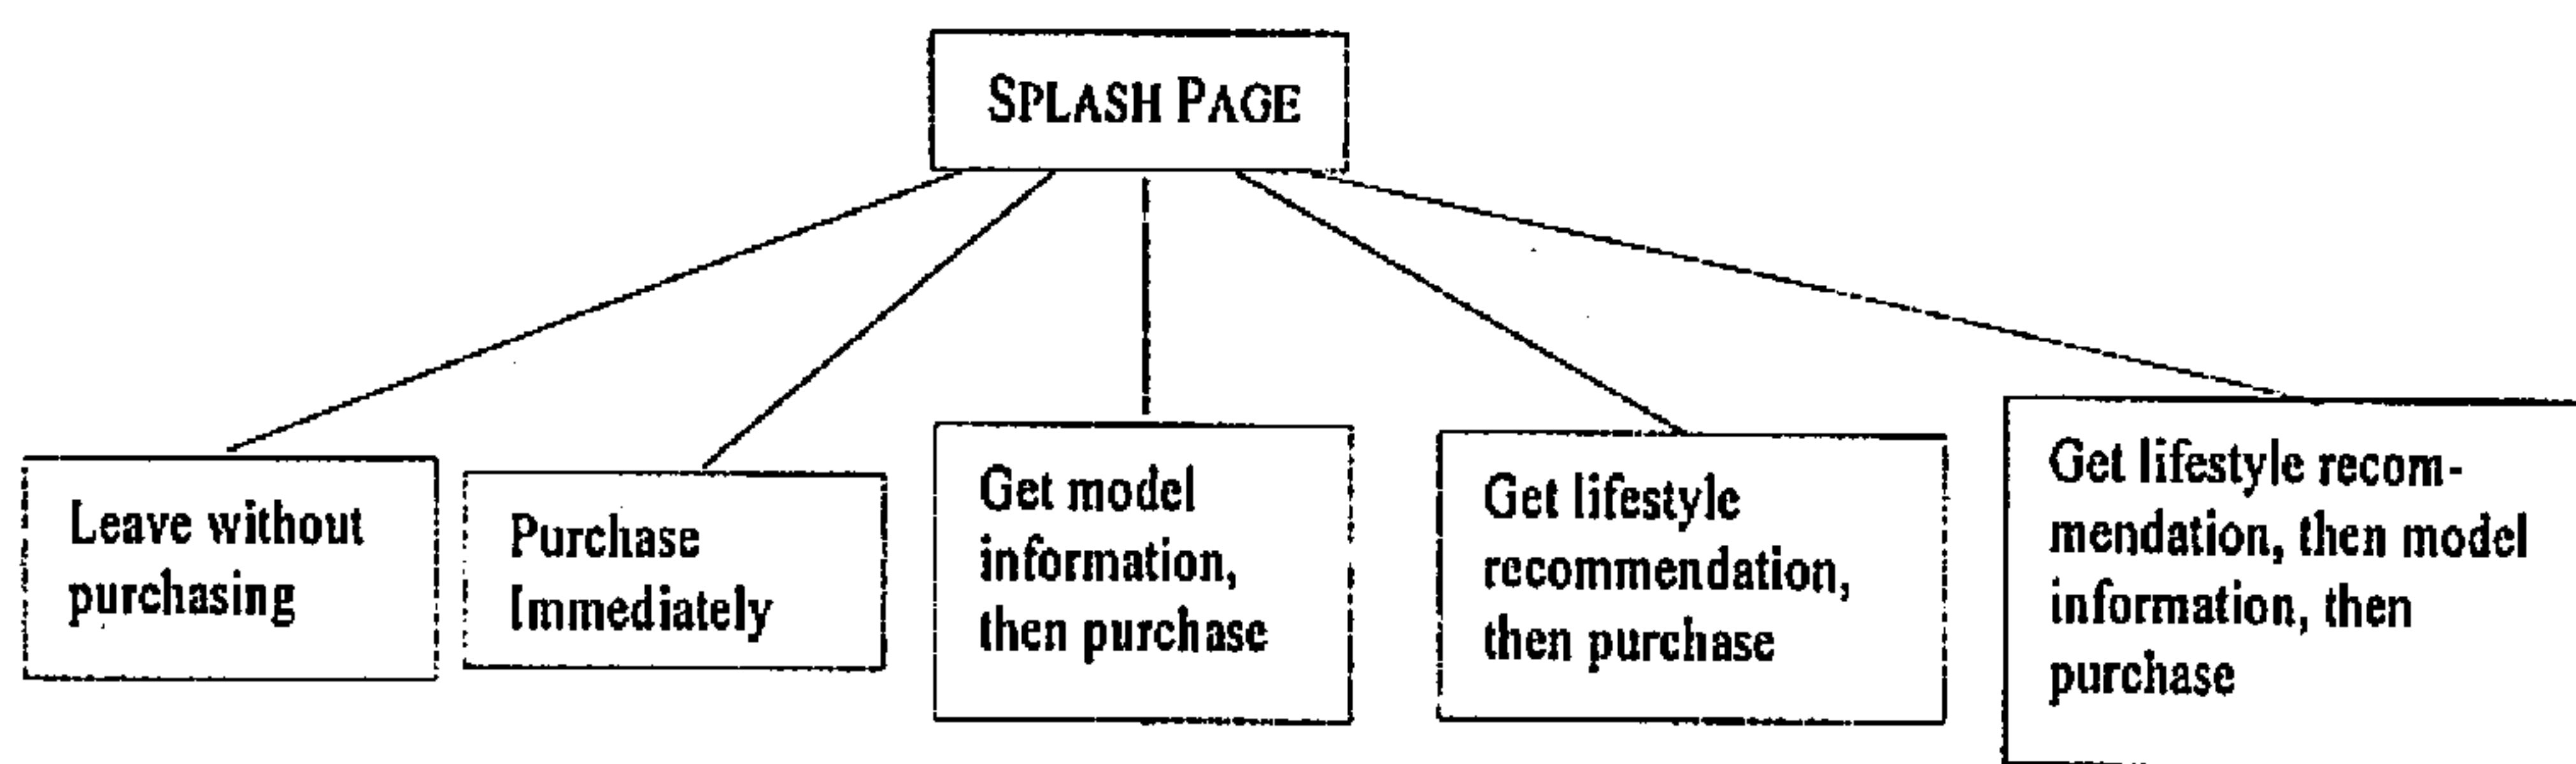 SPLASH PAGE
Leave without
purchasing
Purchase
Immediately
Get model
information,
then purchase
Get lifestyle
recommendation,
then purchase
Get lifestyle recom-
mendation, then model
information, then
purchase